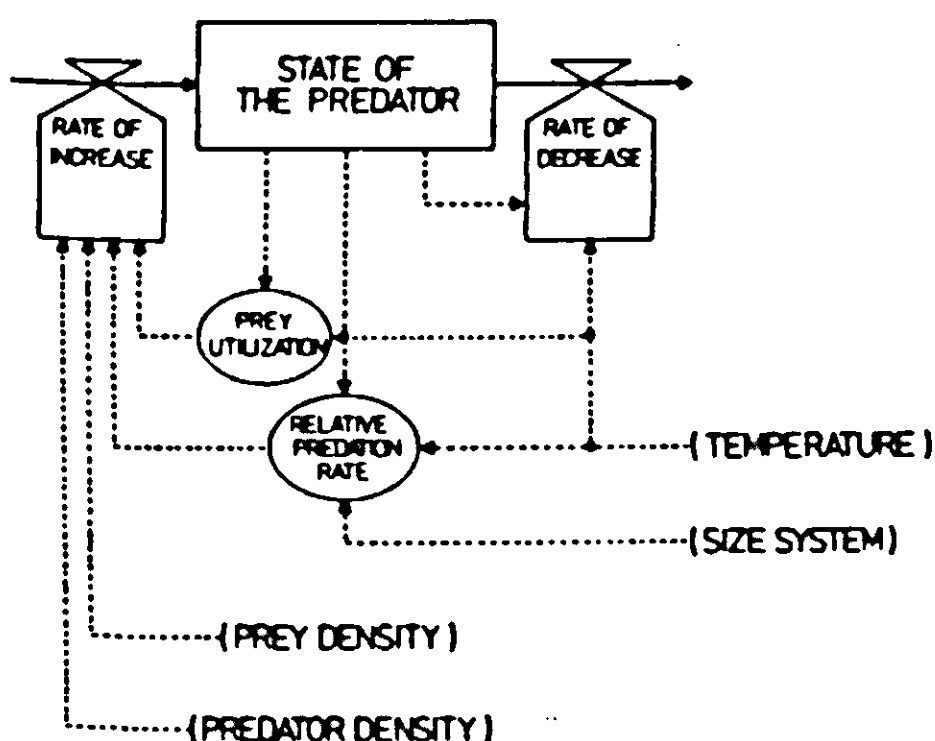 STATE OF
THE PREDATOR
RATE OF
INCREASE
RATE OF
DECREASE
PREY
UTILIZATION
RELATIVE
PREDATION
RATE
(TEMPERATURE)
(SIZE SYSTEM)
(PREY DENSITY)
(PREDATOR DENSITY)